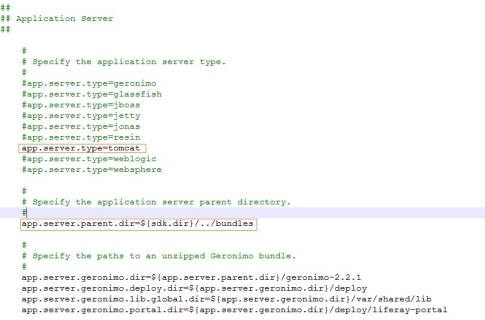 ##
## Application Server
##
#
# Specify the application server type.
#
#app.server.type=geronimo
#app.server.type=glassfish
#app.server.type=jboss
#app.server.type=jetty
#app.server.type=jonas
#app.server.type=resin
app.server.type=tomcat
#app.server.type=weblogic
#app.server.type=websphere
#
# Specify the application server parent directory.
#
app.server.parent.dir=${sdk.dir}/../bundles
#
# Specify the paths to an unzipped Geronimo bundle.
#
app.server.geronimo.dir=${app.server.parent.dir}/geronimo-2.2.1
app.server.geronimo.deploy.dir=${app.server.geronimo.dir}/deploy
app.server.geronimo.lib.global.dir=${app.server.geronimo.dir}/var/shared/lib
app.server.geronimo.portal.dir=${app.server.geronimo.dir}/deploy/liferay-portal